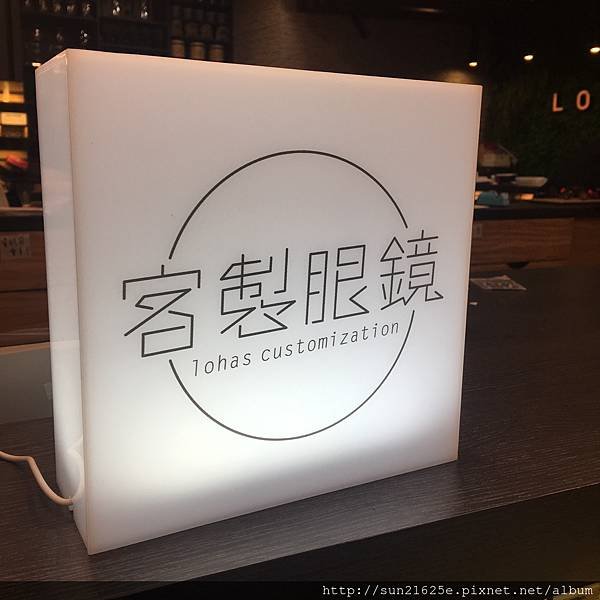 LO
客製眼鏡
lohas customization
http://sun21625e.pixnet.net/album